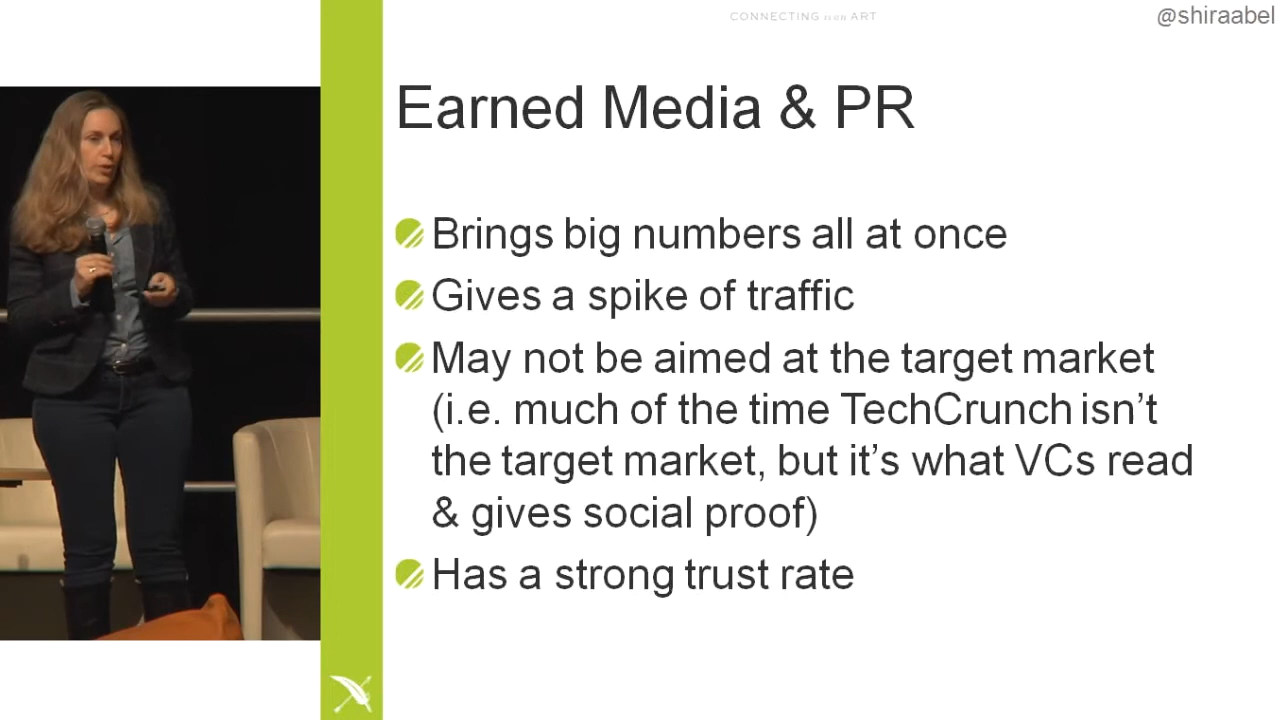 CONNECTING is an ART
@shiraabel
Earned Media & PR
Brings big numbers all at once
Gives a spike of traffic
May not be aimed at the target market
(i.e. much of the time TechCrunch isn’t
the target market, but it’s what VCs read
& gives social proof)
Has a strong trust rate